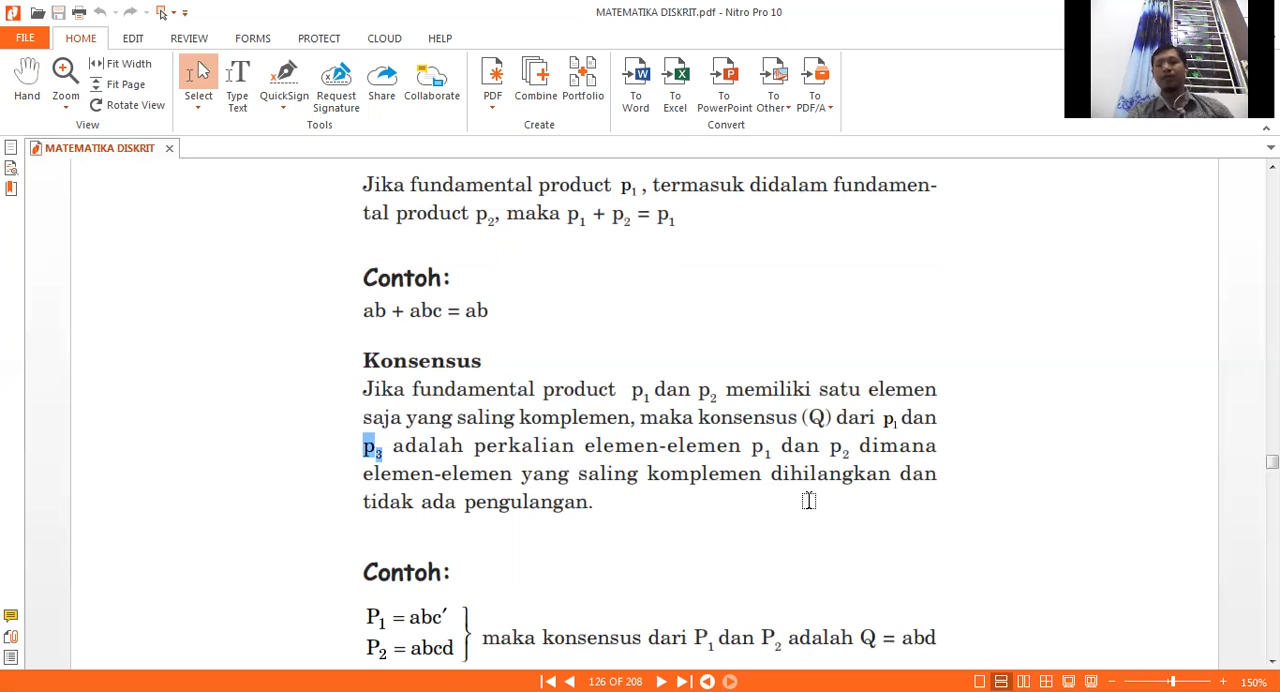 MATEMATIKA DISKRIT.pdf - Nitro Pro 10
FILE HOME EDIT REVIEW FORMS PROTECT CLOUD HELP
Hand Zoom Fit Width Fit Page Rotate View
View
Select Type Text QuickSign Request Signature Share Collaborate
Tools
PDF Combine Portfolio
Create
To Word To Excel To PowerPoint To Other To PDF/A
Convert
MATEMATIKA DISKRIT
Jika fundamental product p₁ , termasuk didalam fundamen-
tal product p₂, maka p₁ + p₂ = p₁
Contoh:
ab + abc = ab
Konsensus
Jika fundamental product p₁ dan p₂ memiliki satu elemen
saja yang saling komplemen, maka konsensus (Q) dari p₁ dan
p₃ adalah perkalian elemen-elemen p₁ dan p₂ dimana
elemen-elemen yang saling komplemen dihilangkan dan
tidak ada pengulangan.
Contoh:
P₁ = abc′
P₂ = abcd
maka konsensus dari P₁ dan P₂ adalah Q = abd
126 OF 208
150%